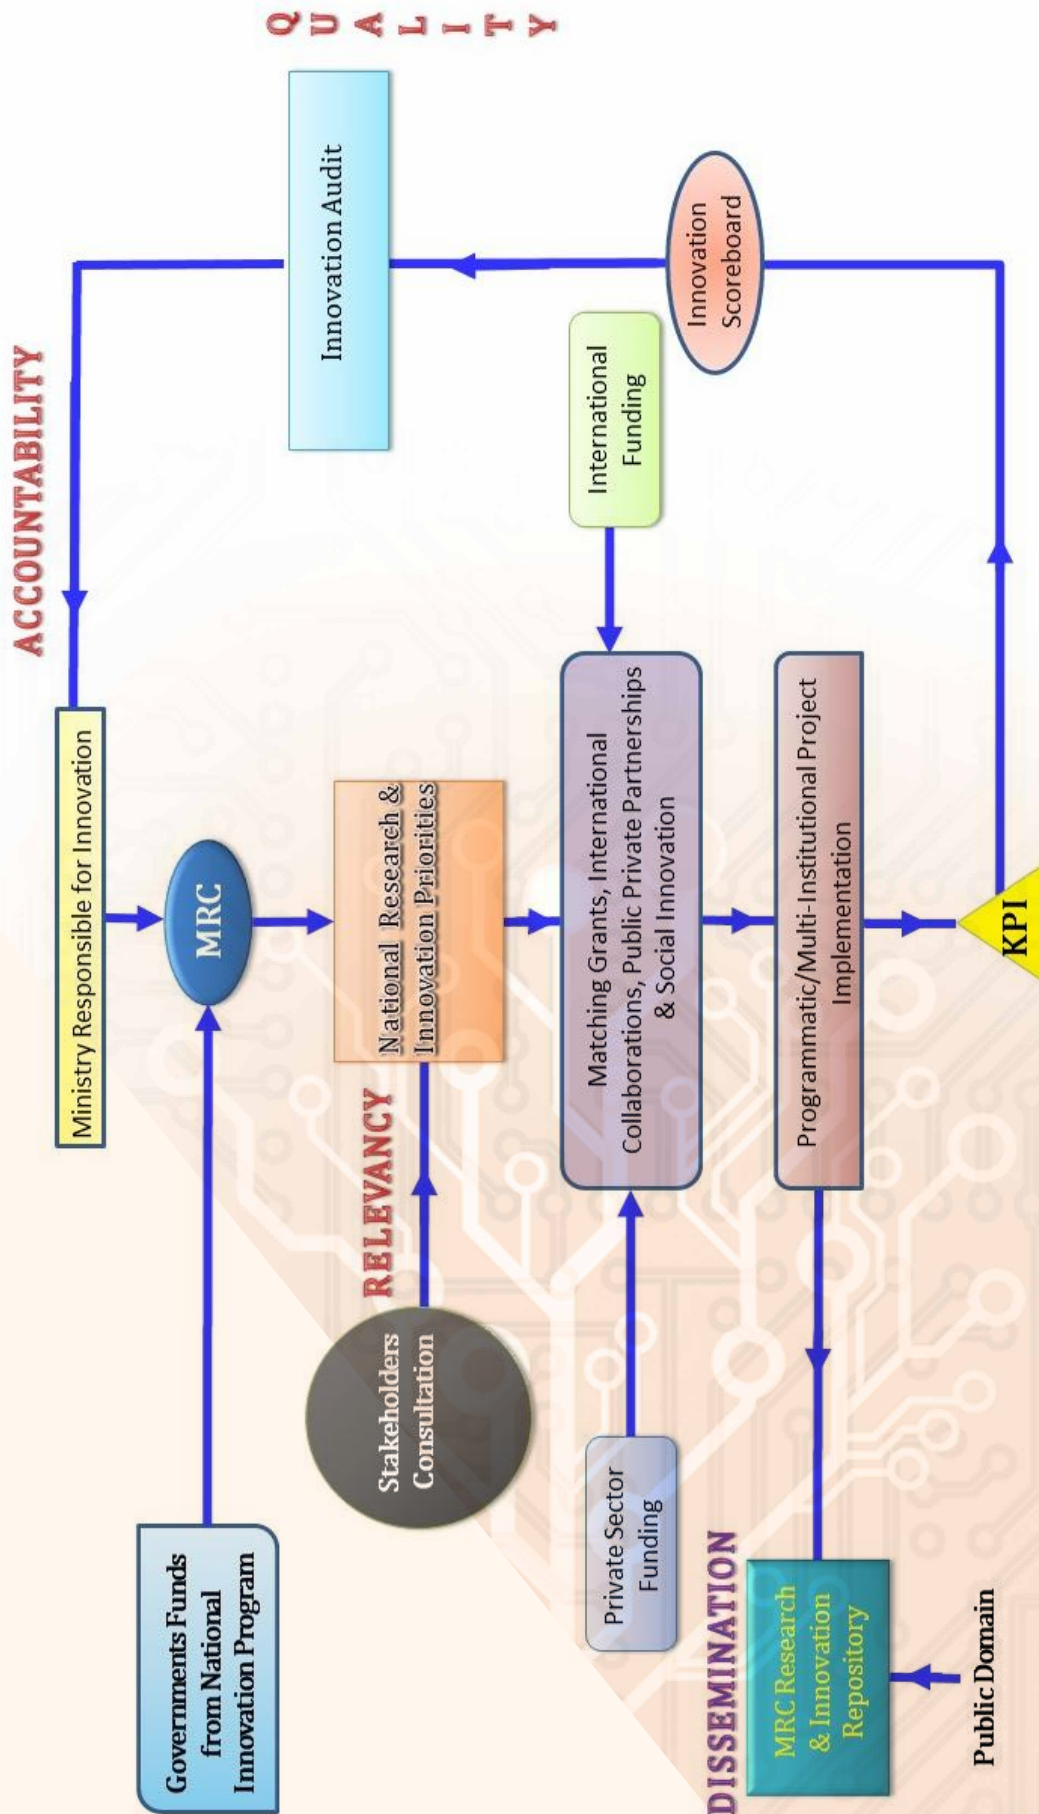 ACCOUNTABILITY
QUALITY
Ministry Responsible for Innovation
Governments Funds
from National
Innovation Program
MRC
Innovation Audit
RELEVANCY
Stakeholders
Consultation
National Research &
Innovation Priorities
Private Sector
Funding
Matching Grants, International
Collaborations, Public Private Partnerships
& Social Innovation
International
Funding
Innovation
Scoreboard
DISSEMINATION
MRC Research
& Innovation
Repository
Programmatic/Multi-Institutional Project
Implementation
Public Domain
KPI